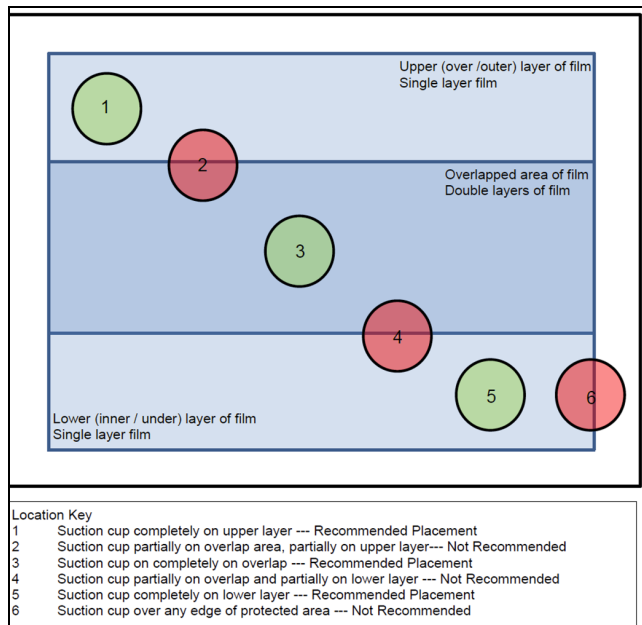 Upper (over /outer) layer of film
Single layer film
1
2
Overlapped area of film
Double layers of film
3
4
5
6
Lower (inner / under) layer of film
Single layer film
Location Key
1 Suction cup completely on upper layer --- Recommended Placement
2 Suction cup partially on overlap area, partially on upper layer--- Not Recommended
3 Suction cup on completely on overlap --- Recommended Placement
4 Suction cup partially on overlap and partially on lower layer --- Not Recommended
5 Suction cup completely on lower layer --- Recommended Placement
6 Suction cup over any edge of protected area --- Not Recommended